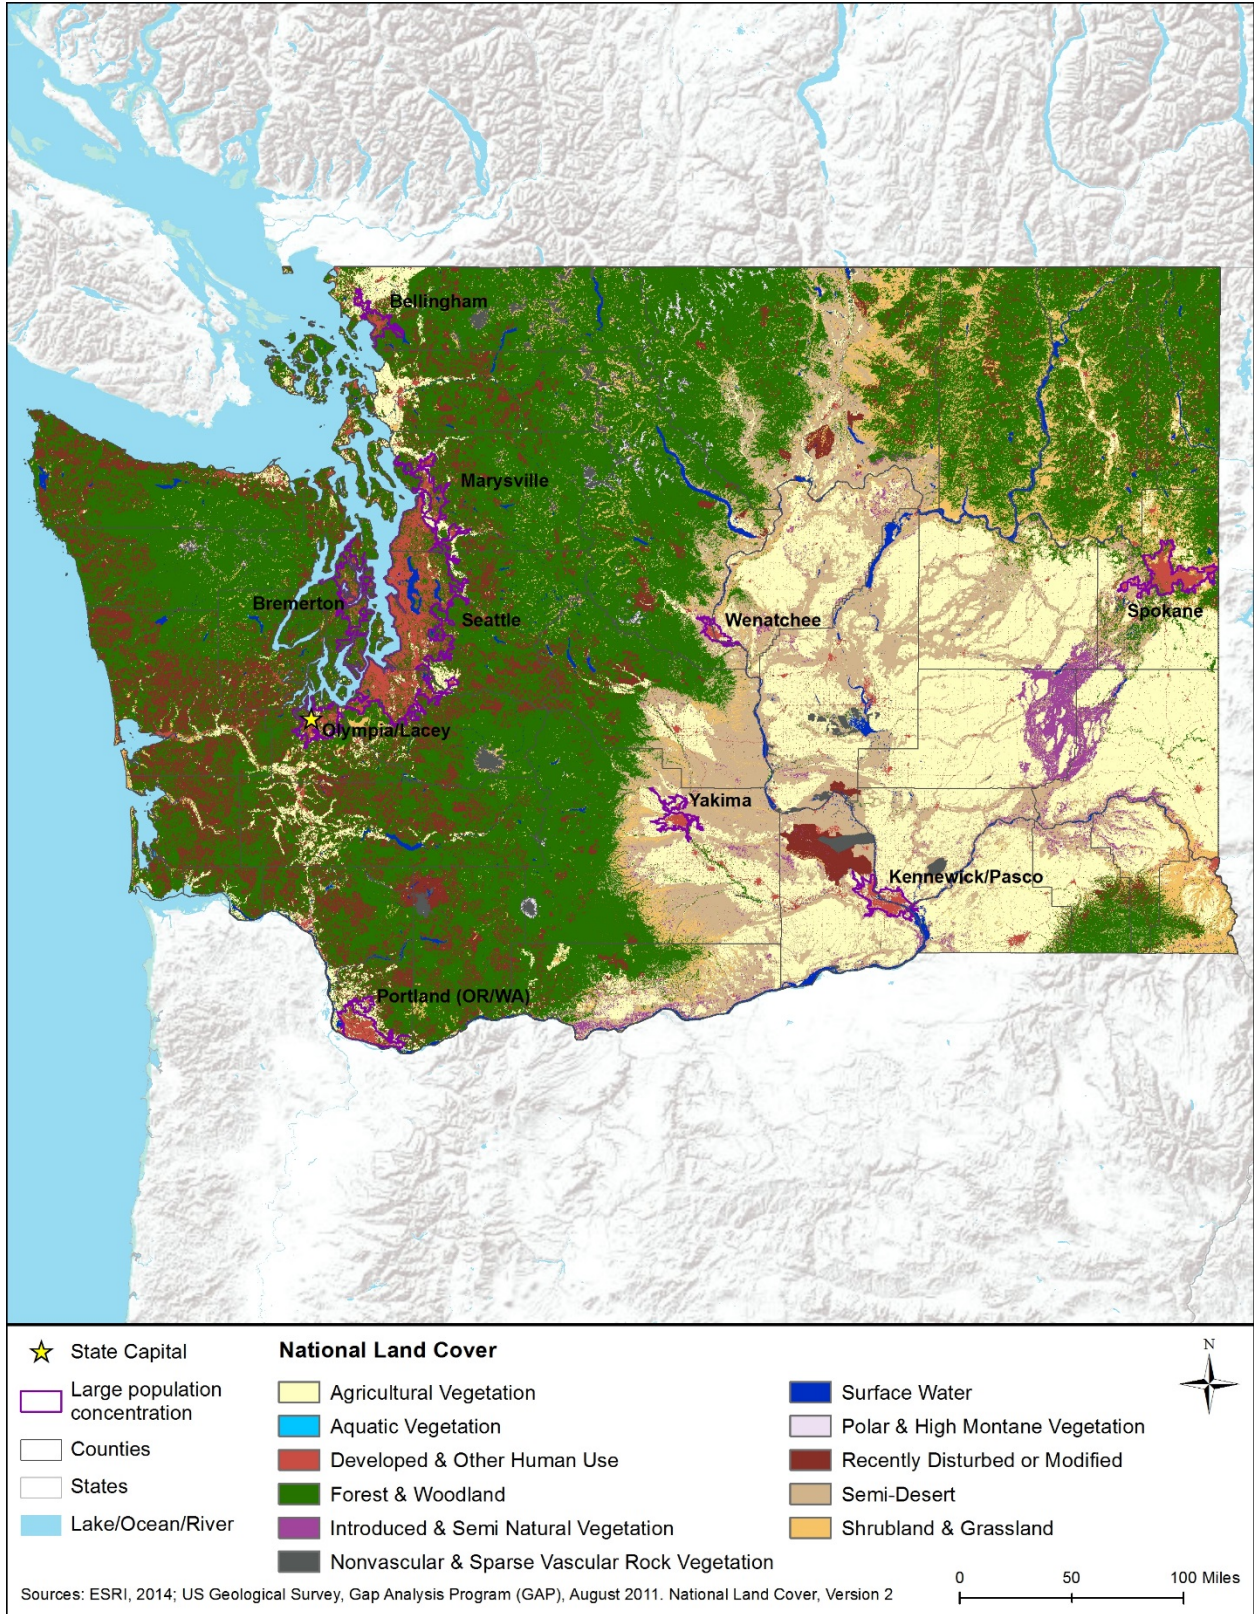 Bellingham
Marysville
Bremerton
Seattle
Wenatchee
Spokane
Olympia/Lacey
Yakima
Kennewick/Pasco
Portland (OR/WA)
State Capital
Large population
concentration
Counties
States
Lake/Ocean/River
National Land Cover
Agricultural Vegetation
Aquatic Vegetation
Developed & Other Human Use
Forest & Woodland
Introduced & Semi Natural Vegetation
Nonvascular & Sparse Vascular Rock Vegetation
Surface Water
Polar & High Montane Vegetation
Recently Disturbed or Modified
Semi-Desert
Shrubland & Grassland
N
0 50 100 Miles
Sources: ESRI, 2014; US Geological Survey, Gap Analysis Program (GAP), August 2011. National Land Cover, Version 2